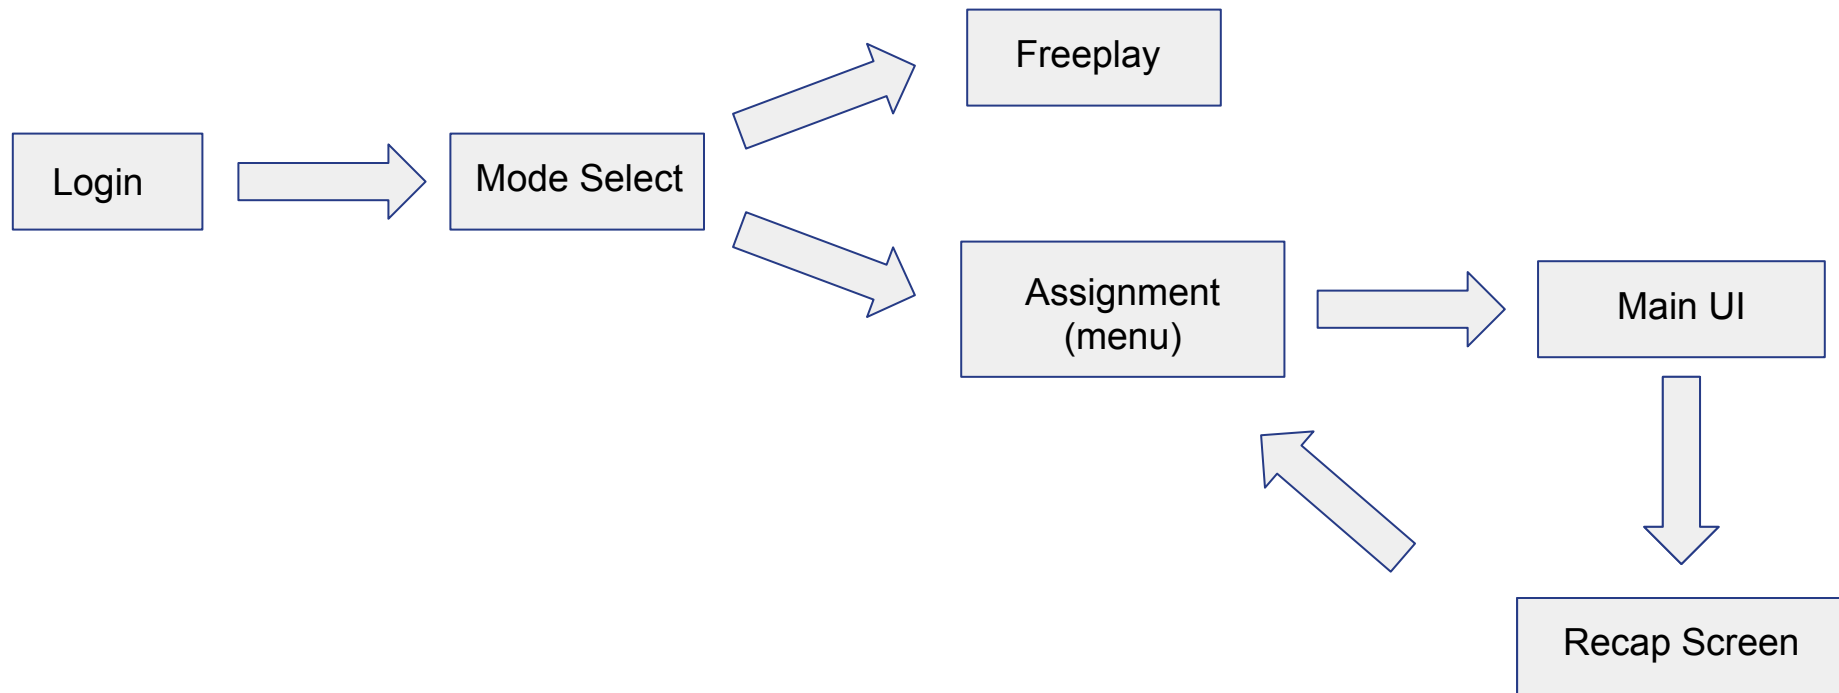 Login
Mode Select
Freeplay
Assignment
(menu)
Main UI
Recap Screen